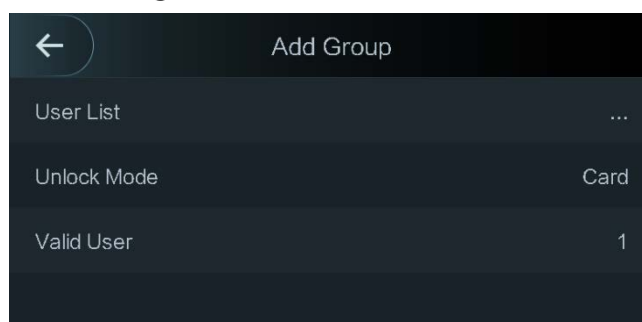 Add Group
User List ...
Unlock Mode Card
Valid User 1